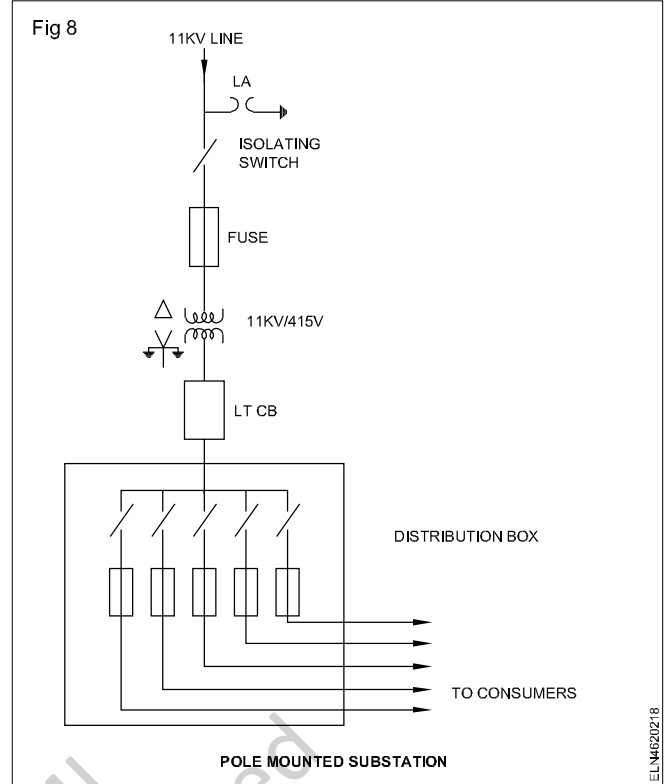 Fig 8
11KV LINE
LA
ISOLATING
SWITCH
FUSE
11KV/415V
LT CB
DISTRIBUTION BOX
TO CONSUMERS
POLE MOUNTED SUBSTATION
ELN4620218